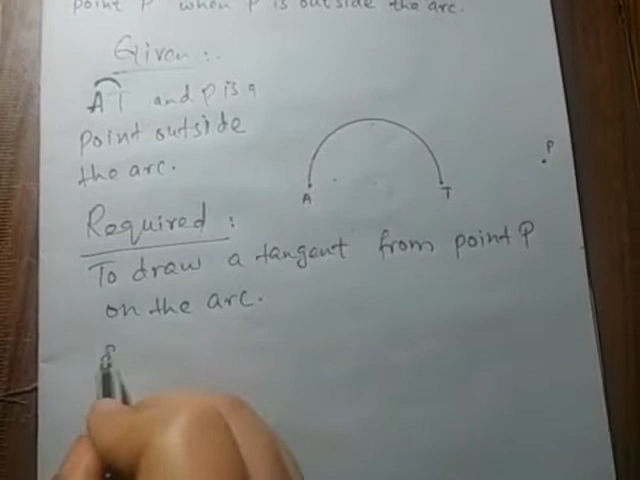 point P when P is outside the arc.
Given :.
AT and P is a
point outside
the arc.
P
A
T
Required :
To draw a tangent from point P
on the arc.
S